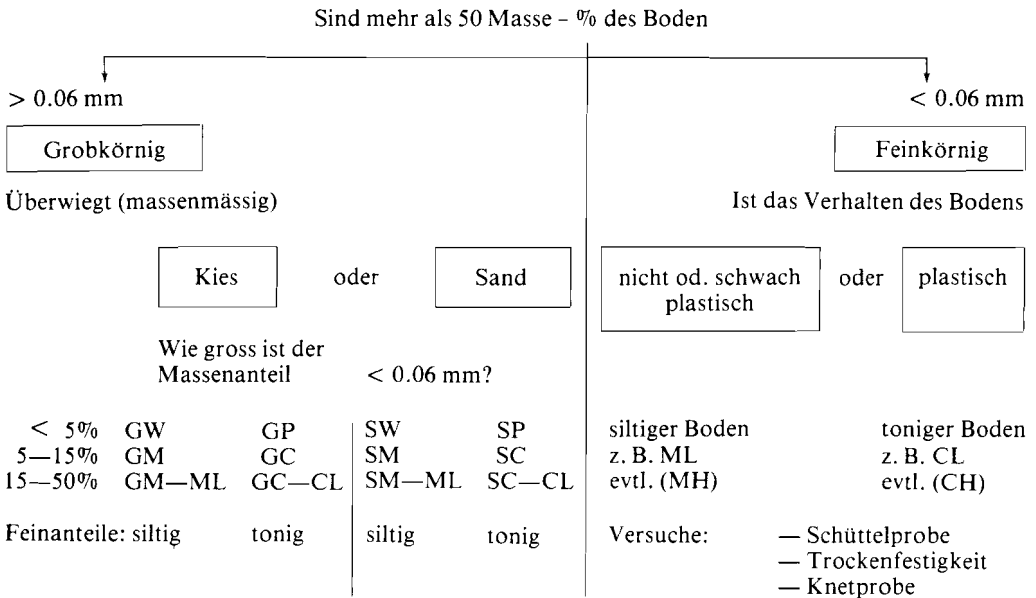 Sind mehr als 50 Masse – % des Boden
> 0.06 mm < 0.06 mm
Grobkörnig Feinkörnig
Überwiegt (massenmässig) Ist das Verhalten des Bodens
Kies oder Sand nicht od. schwach oder plastisch
plastisch
Wie gross ist der
Massenanteil < 0.06 mm?
< 5% GW GP SW SP siltiger Boden toniger Boden
5—15% GM GC SM SC z. B. ML z. B. CL
15—50% GM—ML GC—CL SM—ML SC—CL evtl. (MH) evtl. (CH)
Feinanteile: siltig tonig siltig tonig Versuche: — Schüttelprobe
— Trockenfestigkeit
— Knetprobe